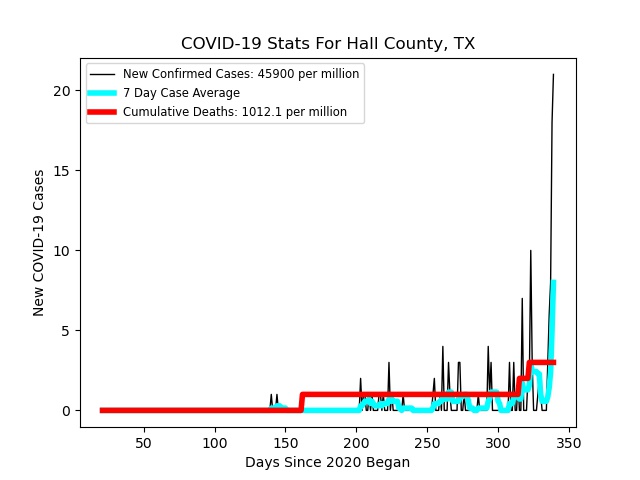 COVID-19 Stats For Hall County, TX
New Confirmed Cases: 45900 per million
7 Day Case Average
Cumulative Deaths: 1012.1 per million
New COVID-19 Cases
20
15
10
5
0
50 100 150 200 250 300 350
Days Since 2020 Began